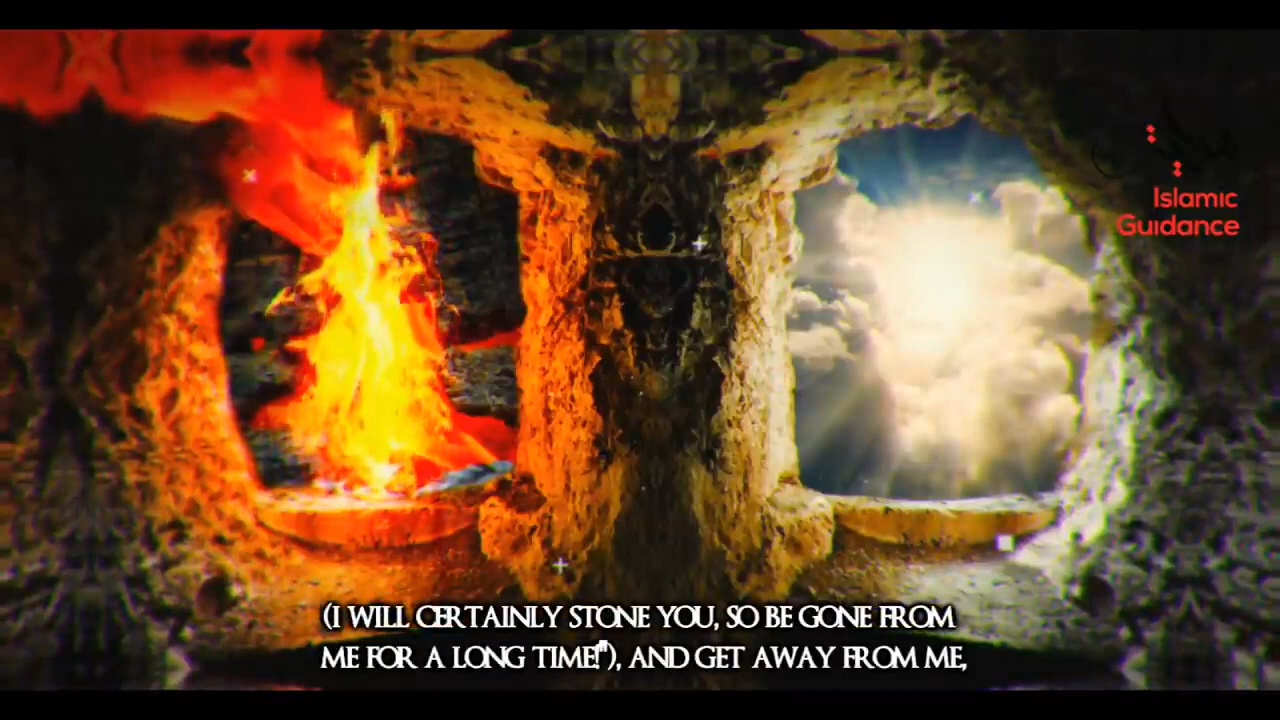 Islamic
Guidance
(I WILL CERTAINLY STONE YOU, SO BE GONE FROM
ME FOR A LONG TIME!"), AND GET AWAY FROM ME,